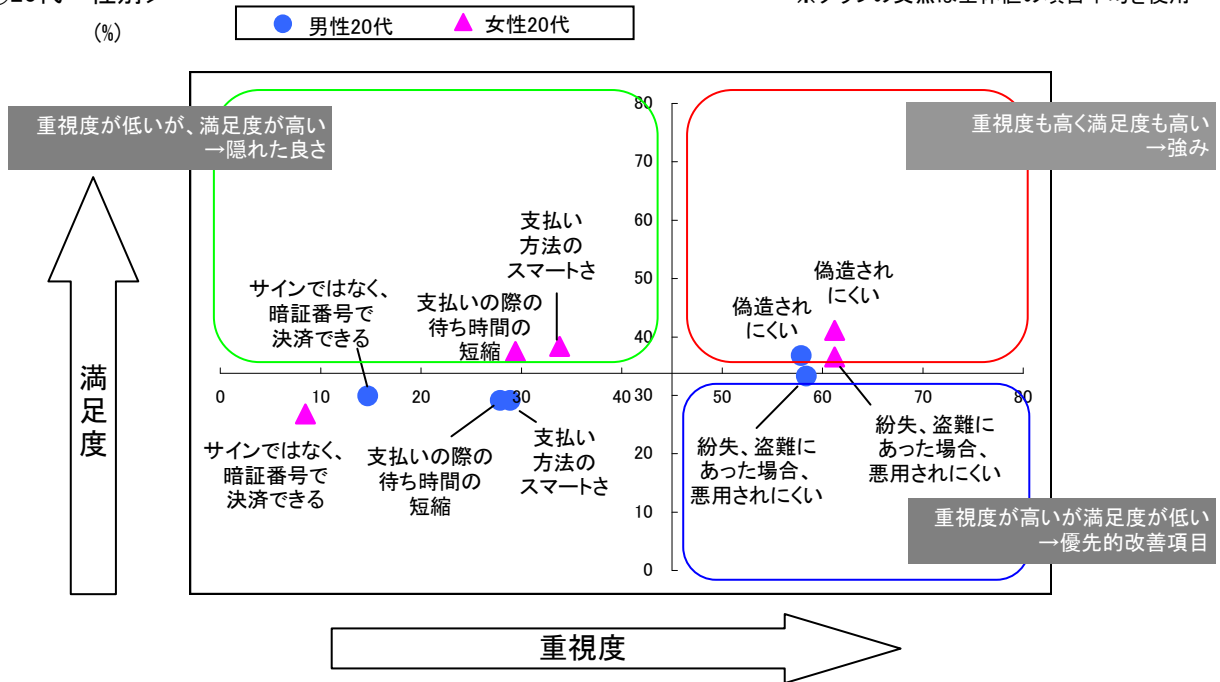 (%)
男性20代
女性20代
重視度が低いが、満足度が高い
→隠れた良さ
重視度も高く満足度も高い
→強み
80
70
60
50
40
30
20
10
0
支払い
方法の
スマートさ
サインではなく、
暗証番号で
決済できる
支払いの際の
待ち時間の
短縮
偽造され
にくい
偽造され
にくい
満足度
0
10
20
30
40
50
60
70
80
サインではなく、
暗証番号で
決済できる
支払いの際の
待ち時間の
短縮
支払い
方法の
スマートさ
紛失、盗難に
あった場合、
悪用されにくい
紛失、盗難に
あった場合、
悪用されにくい
重視度が高いが満足度が低い
→優先的改善項目
重視度